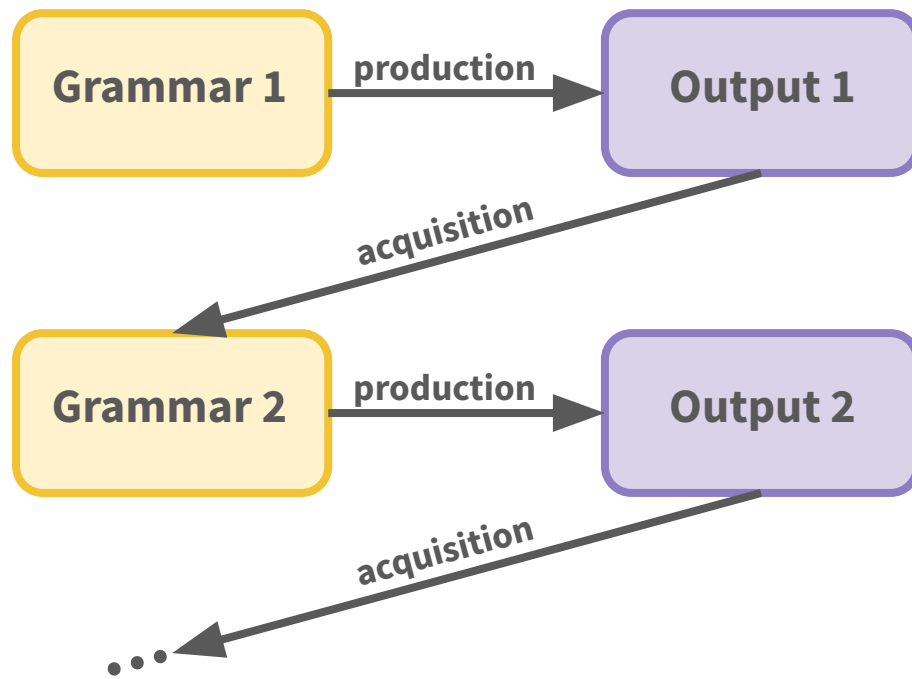 Grammar 1
production
Output 1
acquisition
Grammar 2
production
Output 2
acquisition
...